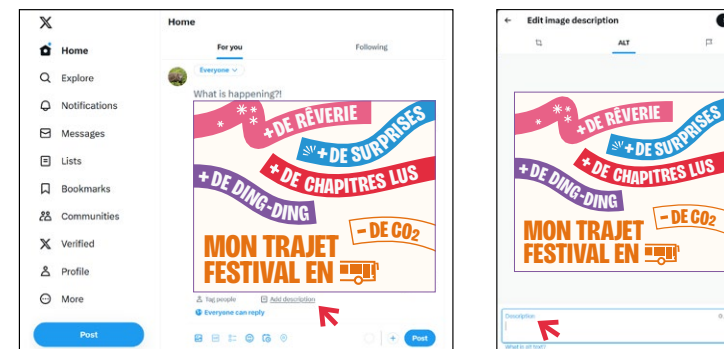 Home
Explore
Notifications
Messages
Lists
Bookmarks
Communities
Verified
Profile
More
Post
Home
For you
Following
Everyone
What is happening?!
+ DE RÊVERIE
+ DE SURPRISES
+ DE CHAPITRES LUS
+ DE DING-DING
- DE CO2
MON TRAJET
FESTIVAL EN
Tag people
Add description
Everyone can reply
Post
Edit image description
ALT
+ DE RÊVERIE
+ DE SURPRISES
+ DE CHAPITRES LUS
+ DE DING-DING
- DE CO2
MON TRAJET
FESTIVAL EN
Description
What is alt text?